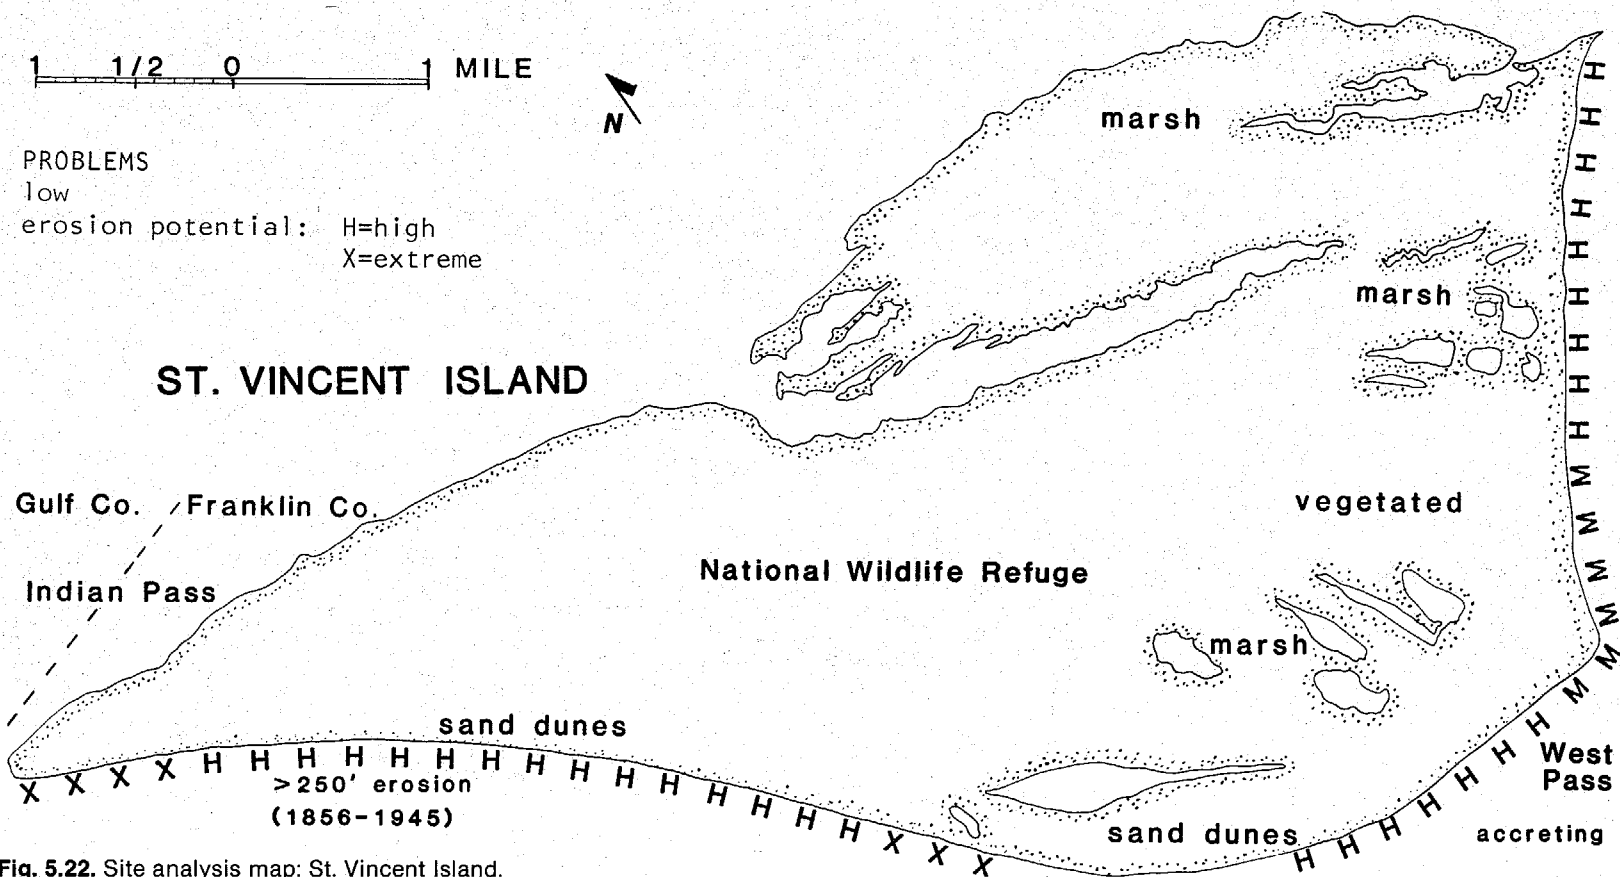 1 1/2 0 1 MILE
N
PROBLEMS
low
erosion potential: H=high
X=extreme
marsh
marsh
ST. VINCENT ISLAND
Gulf Co. / Franklin Co.
Indian Pass
vegetated
National Wildlife Refuge
marsh
sand dunes
X X X X H H H H H H H H H H H H H H H X X X
>250' erosion
(1856-1945)
H H H H H H H H H M M M M M M
West
Pass
sand dunes
H H H H H H M M
accreting
Fig. 5.22. Site analysis map: St. Vincent Island.